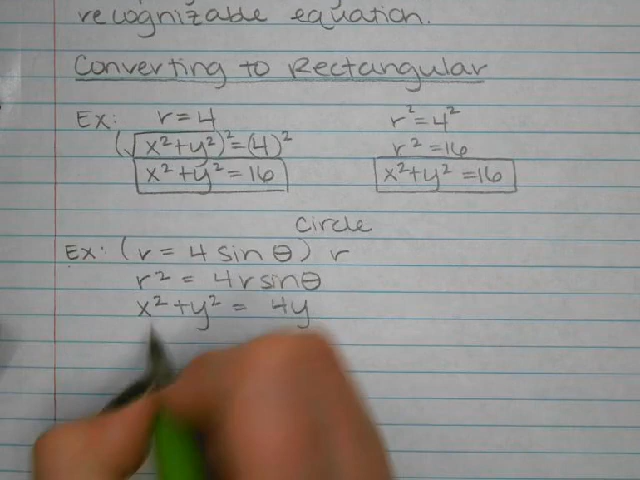 recognizable equation.
Converting to Rectangular
Ex: r = 4 r² = 4²
(√x² + y²)² = (4)² r² = 16
x² + y² = 16 x² + y² = 16
Circle
Ex: (r = 4 sin θ) r
r² = 4r sin θ
x² + y² = 4y